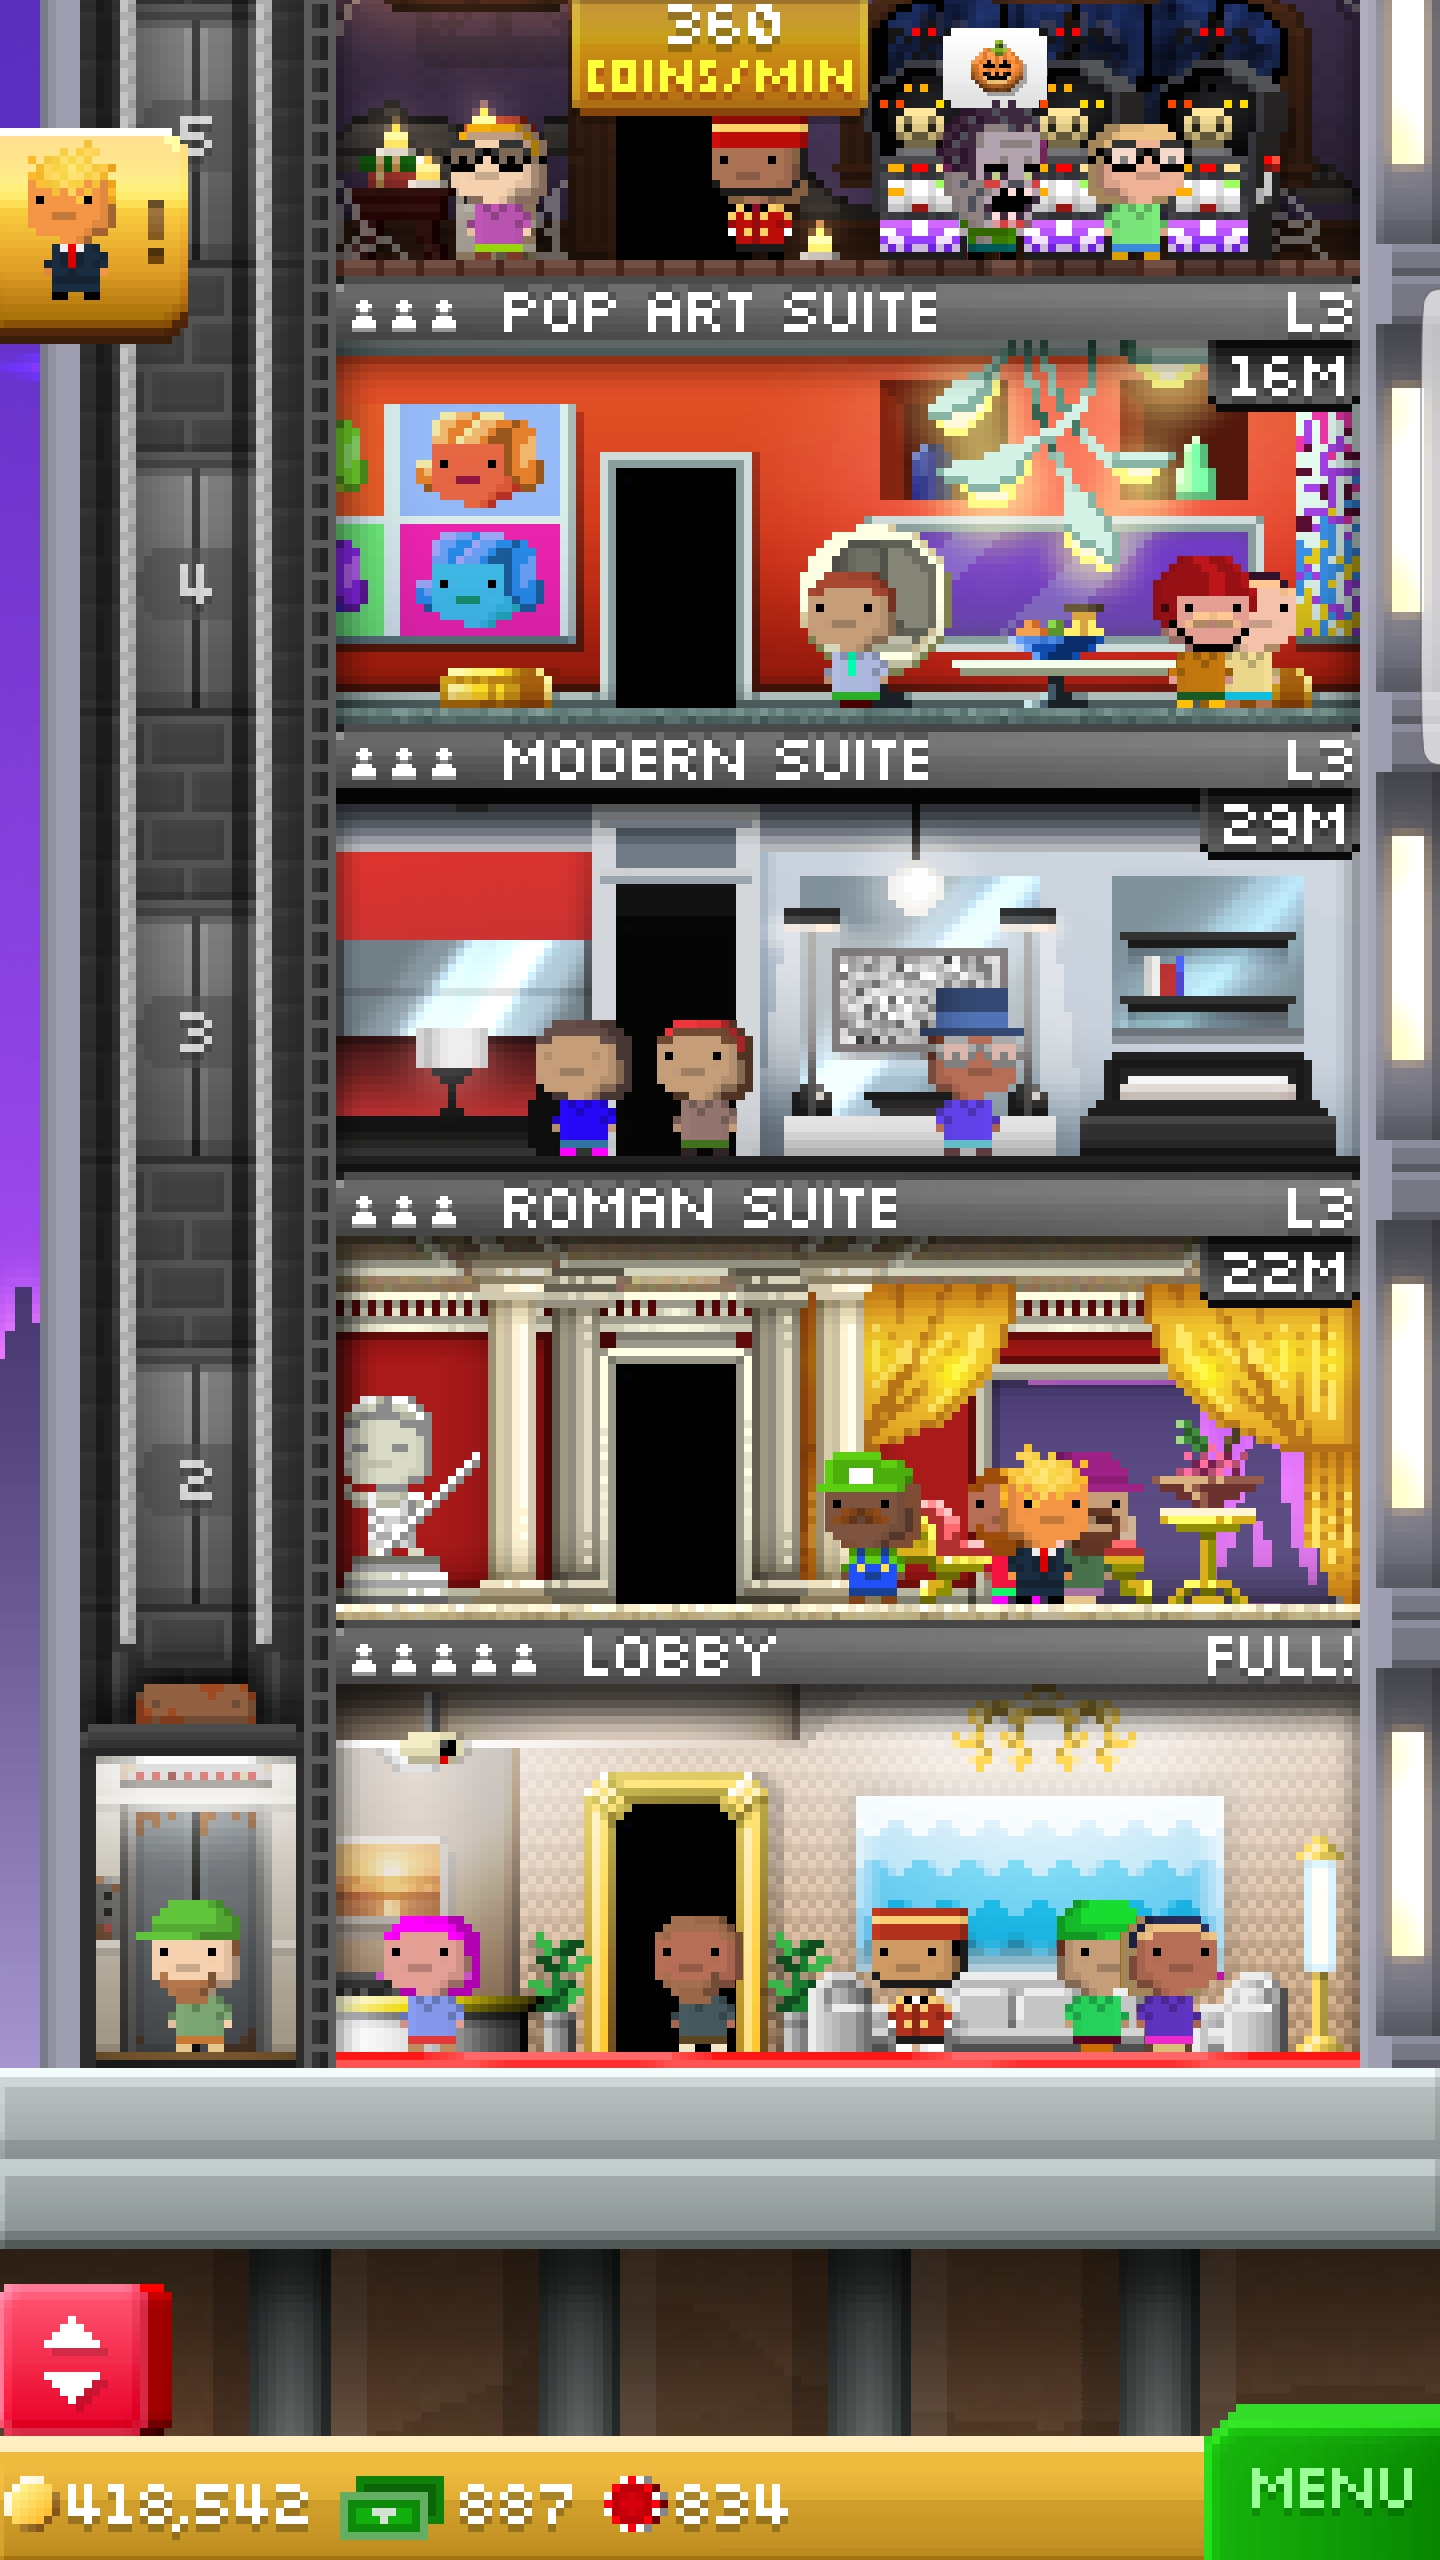 360
COINS/MIN
5
!
POP ART SUITE L3
16M
4
MODERN SUITE L3
29M
3
ROMAN SUITE L3
22M
2
LOBBY FULL!
418,542 887 834
MENU